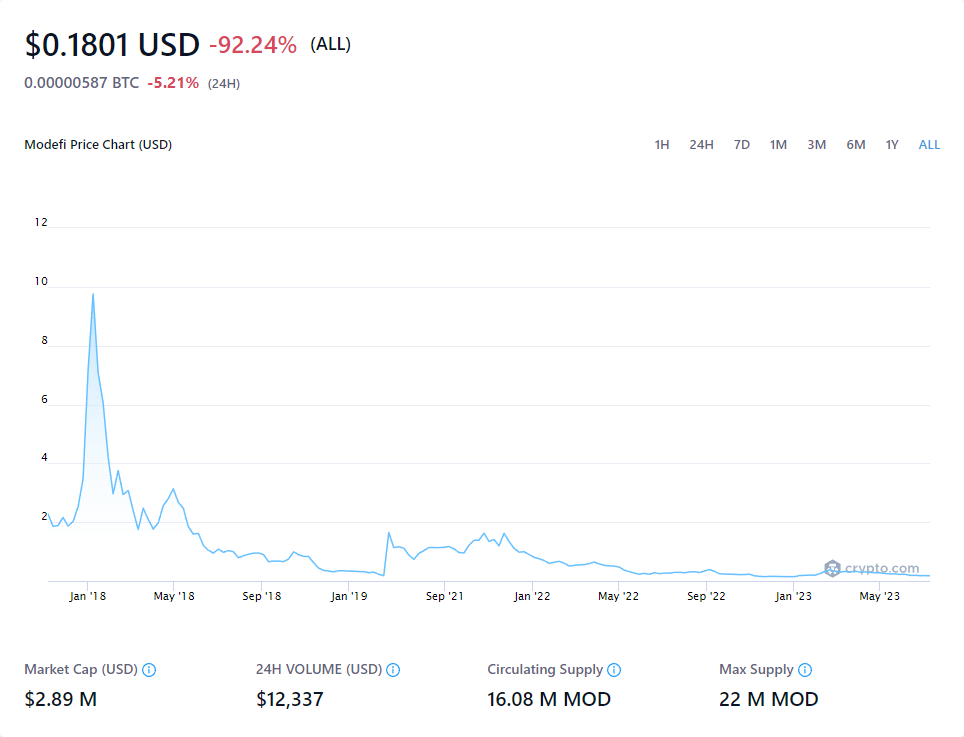 $0.1801 USD -92.24% (ALL)
0.00000587 BTC -5.21% (24H)
Modefi Price Chart (USD) 1H 24H 7D 1M 3M 6M 1Y ALL
12
10
8
6
4
2
crypto.com
Jan '18 May '18 Sep '18 Jan '19 Sep '21 Jan '22 May '22 Sep '22 Jan '23 May '23
Market Cap (USD) 24H VOLUME (USD) Circulating Supply Max Supply
$2.89 M $12,337 16.08 M MOD 22 M MOD